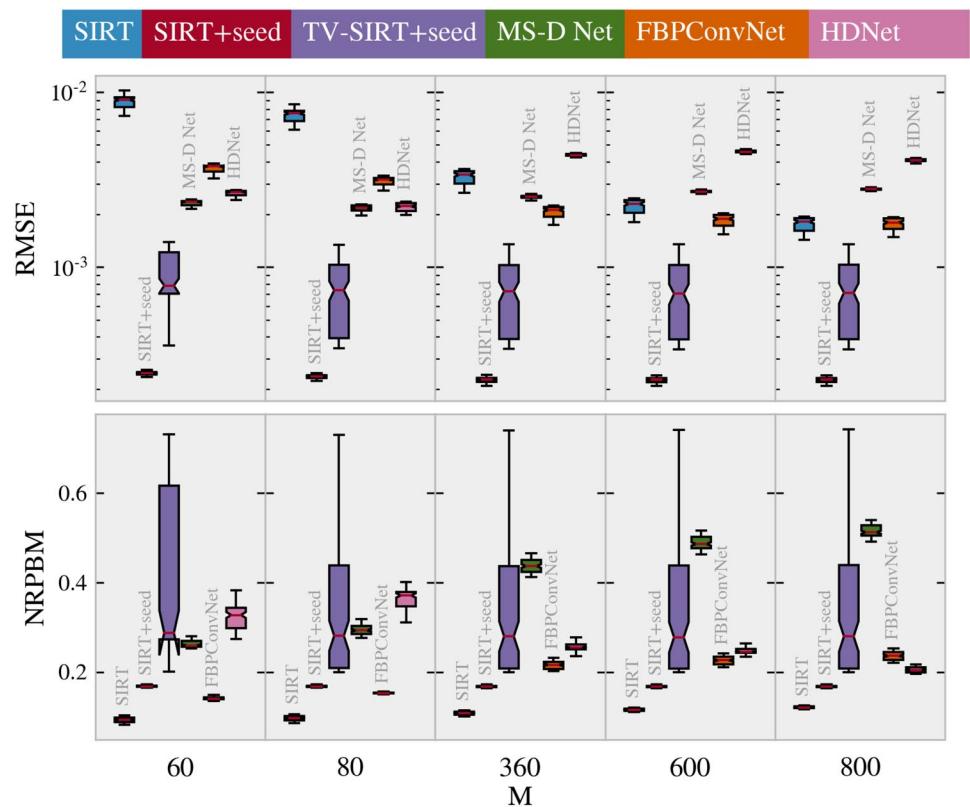 SIRT SIRT+seed TV-SIRT+seed MS-D Net FBPConvNet HDNet
RMSE
10⁻²
10⁻³
SIRT+seed
MS-D Net
HDNet
SIRT+seed
MS-D Net
HDNet
SIRT+seed
MS-D Net
HDNet
SIRT+seed
MS-D Net
HDNet
SIRT+seed
MS-D Net
HDNet
NRPBM
0.6
0.4
0.2
SIRT
SIRT+seed
FBPConvNet
SIRT
SIRT+seed
FBPConvNet
SIRT
SIRT+seed
FBPConvNet
SIRT
SIRT+seed
FBPConvNet
SIRT
SIRT+seed
FBPConvNet
60 80 360 600 800
M